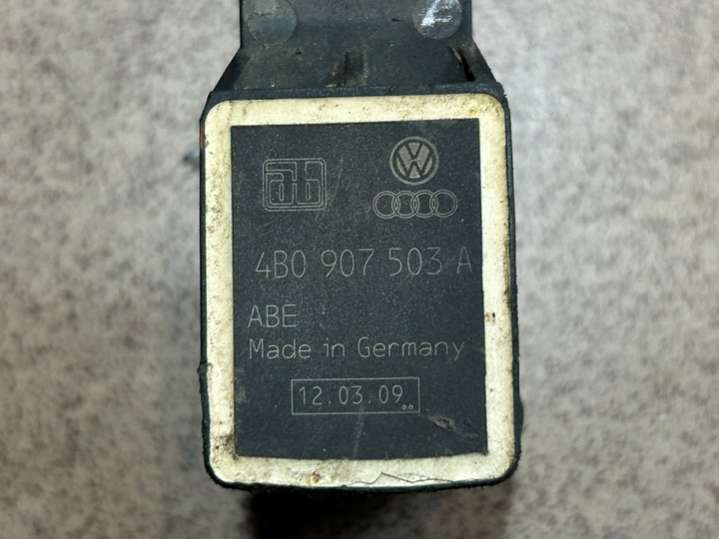 ab
VW
4B0 907 503 A
ABE
Made in Germany
12.03.09